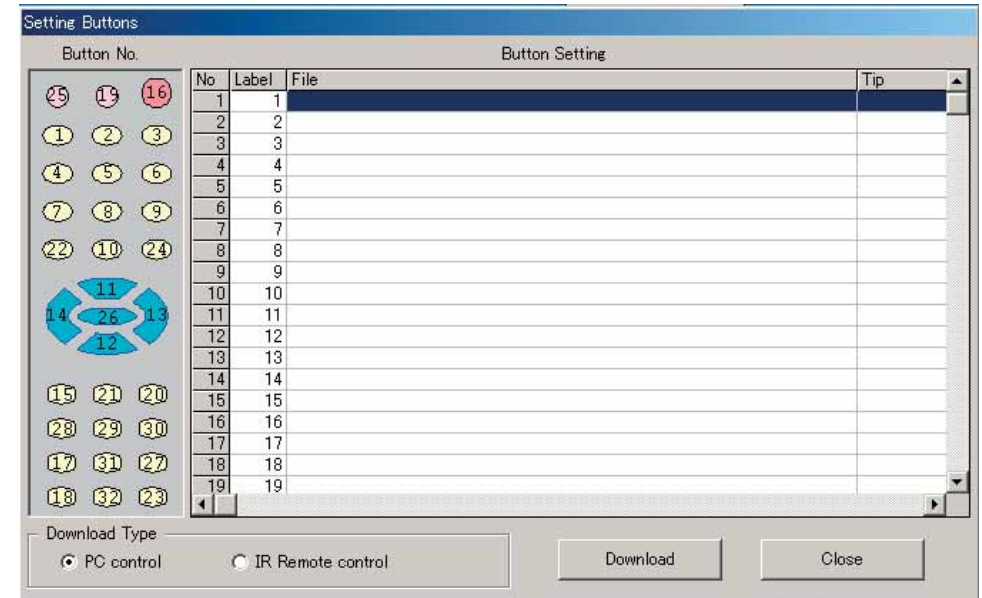 Setting Buttons
Button No.
Button Setting
25 19 16
1 2 3
4 5 6
7 8 9
22 10 24
11
14 26 13
12
15 21 20
28 29 30
17 31 27
18 32 23
No Label File Tip
1 1
2 2
3 3
4 4
5 5
6 6
7 7
8 8
9 9
10 10
11 11
12 12
13 13
14 14
15 15
16 16
17 17
18 18
19 19
Download Type
PC control
IR Remote control
Download
Close